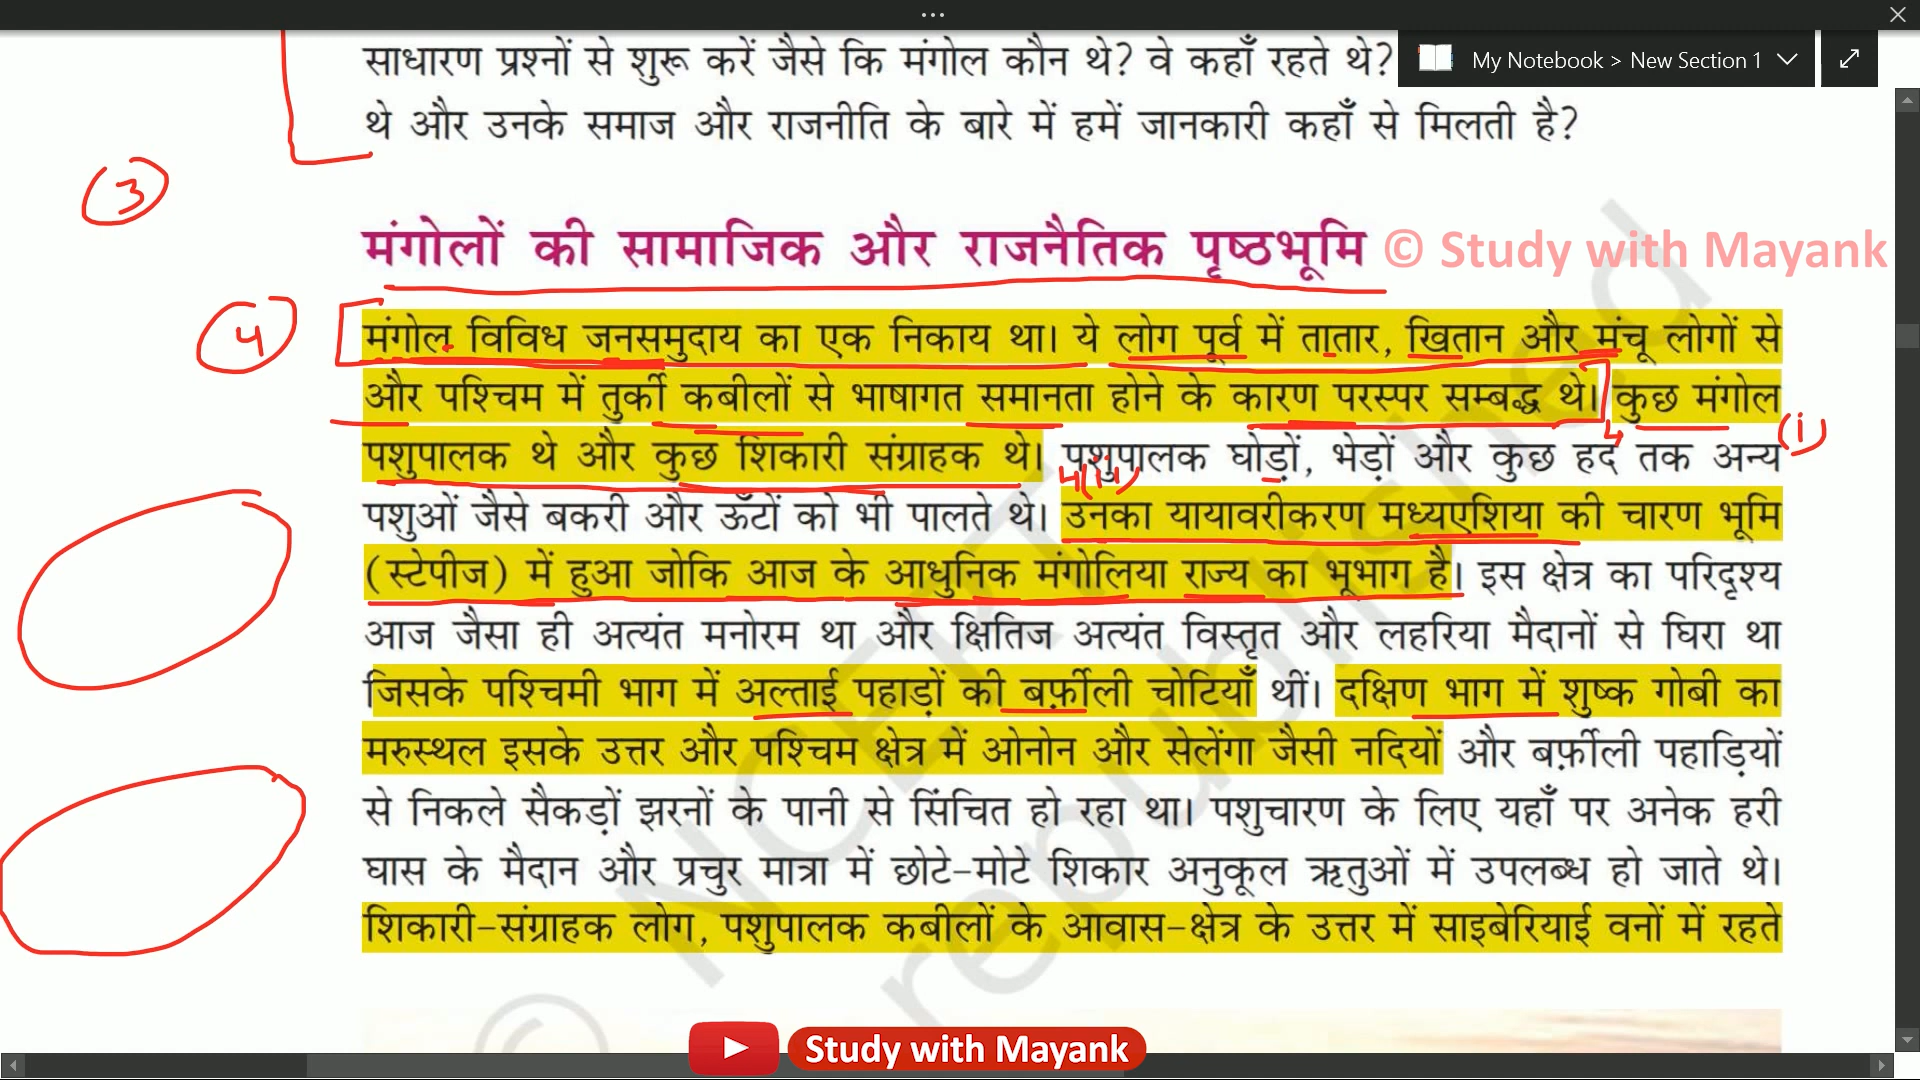 साधारण प्रश्नों से शुरू करें जैसे कि मंगोल कौन थे? वे कहाँ रहते थे?
My Notebook > New Section 1
थे और उनके समाज और राजनीति के बारे में हमें जानकारी कहाँ से मिलती है?
3
मंगोलों की सामाजिक और राजनैतिक पृष्ठभूमि
© Study with Mayank
4
मंगोल विविध जनसमुदाय का एक निकाय था। ये लोग पूर्व में तातार, खितान और मंचू लोगों से
और पश्चिम में तुर्की कबीलों से भाषागत समानता होने के कारण परस्पर सम्बद्ध थे। कुछ मंगोल
4 (i)
पशुपालक थे और कुछ शिकारी संग्राहक थे। पशुपालक घोड़ों, भेड़ों और कुछ हद तक अन्य
4(ii)
पशुओं जैसे बकरी और ऊँटों को भी पालते थे। उनका यायावरीकरण मध्यएशिया की चारण भूमि
(स्टेपीज) में हुआ जोकि आज के आधुनिक मंगोलिया राज्य का भूभाग है। इस क्षेत्र का परिदृश्य
आज जैसा ही अत्यंत मनोरम था और क्षितिज अत्यंत विस्तृत और लहरिया मैदानों से घिरा था
जिसके पश्चिमी भाग में अल्ताई पहाड़ों की बर्फ़ीली चोटियाँ थीं। दक्षिण भाग में शुष्क गोबी का
मरुस्थल इसके उत्तर और पश्चिम क्षेत्र में ओनोन और सेलेंगा जैसी नदियों और बर्फ़ीली पहाड़ियों
से निकले सैकड़ों झरनों के पानी से सिंचित हो रहा था। पशुचारण के लिए यहाँ पर अनेक हरी
घास के मैदान और प्रचुर मात्रा में छोटे-मोटे शिकार अनुकूल ऋतुओं में उपलब्ध हो जाते थे।
शिकारी-संग्राहक लोग, पशुपालक कबीलों के आवास-क्षेत्र के उत्तर में साइबेरियाई वनों में रहते
© NCERT
republished
Study with Mayank